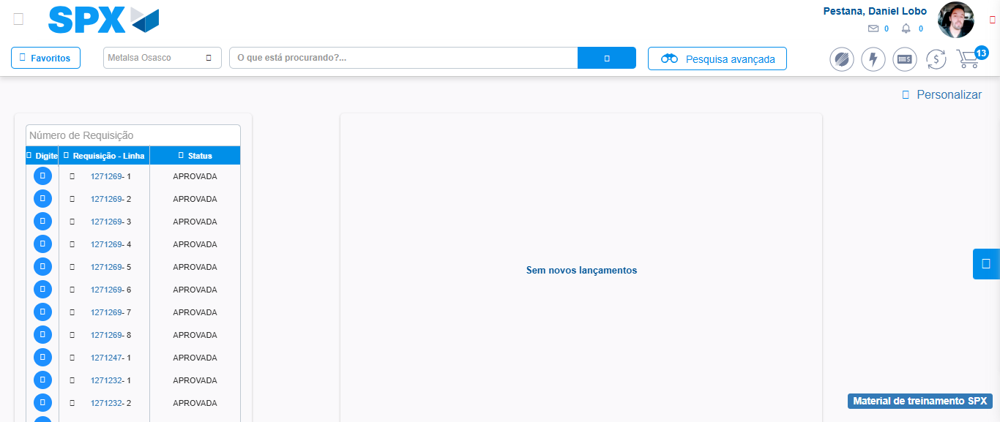 SPX
Pestana, Daniel Lobo
0 0
Favoritos
Metalsa Osasco
O que está procurando?...
Pesquisa avançada
13
Personalizar
Número de Requisição
Digite Requisição - Linha Status
1271269- 1 APROVADA
1271269- 2 APROVADA
1271269- 3 APROVADA
1271269- 4 APROVADA
1271269- 5 APROVADA
1271269- 6 APROVADA
1271269- 7 APROVADA
1271269- 8 APROVADA
1271247- 1 APROVADA
1271232- 1 APROVADA
1271232- 2 APROVADA
Sem novos lançamentos
Material de treinamento SPX